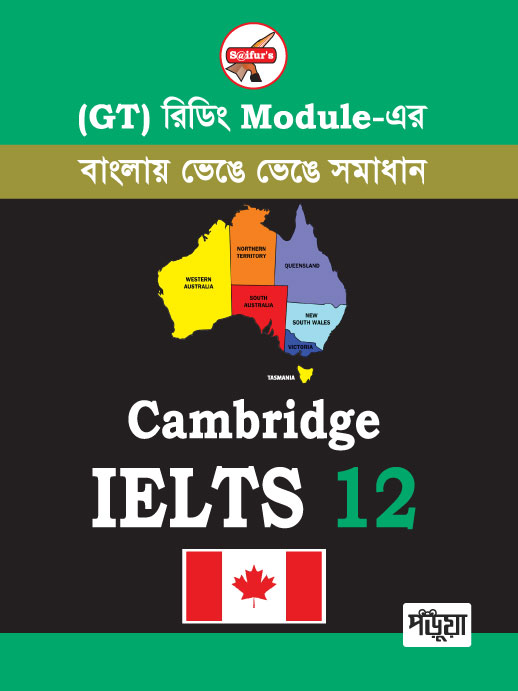 S@ifur's
(GT) রিডিং Module-এর
বাংলায় ভেঙে ভেঙে সমাধান
NORTHERN
TERRITORY
QUEENSLAND
WESTERN
AUSTRALIA
SOUTH
AUSTRALIA
NEW
SOUTH WALES
VICTORIA
TASMANIA
Cambridge
IELTS 12
পড়ুয়া